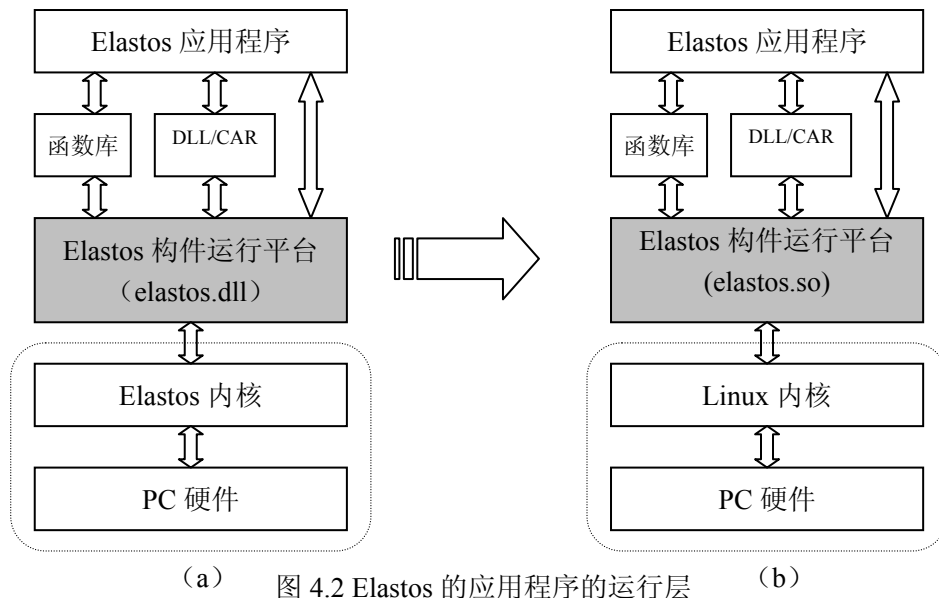 Elastos 应用程序
函数库
DLL/CAR
Elastos 构件运行平台
（elastos.dll）
Elastos 内核
PC 硬件
（a）
Elastos 应用程序
函数库
DLL/CAR
Elastos 构件运行平台
(elastos.so)
Linux 内核
PC 硬件
（b）
图 4.2 Elastos 的应用程序的运行层